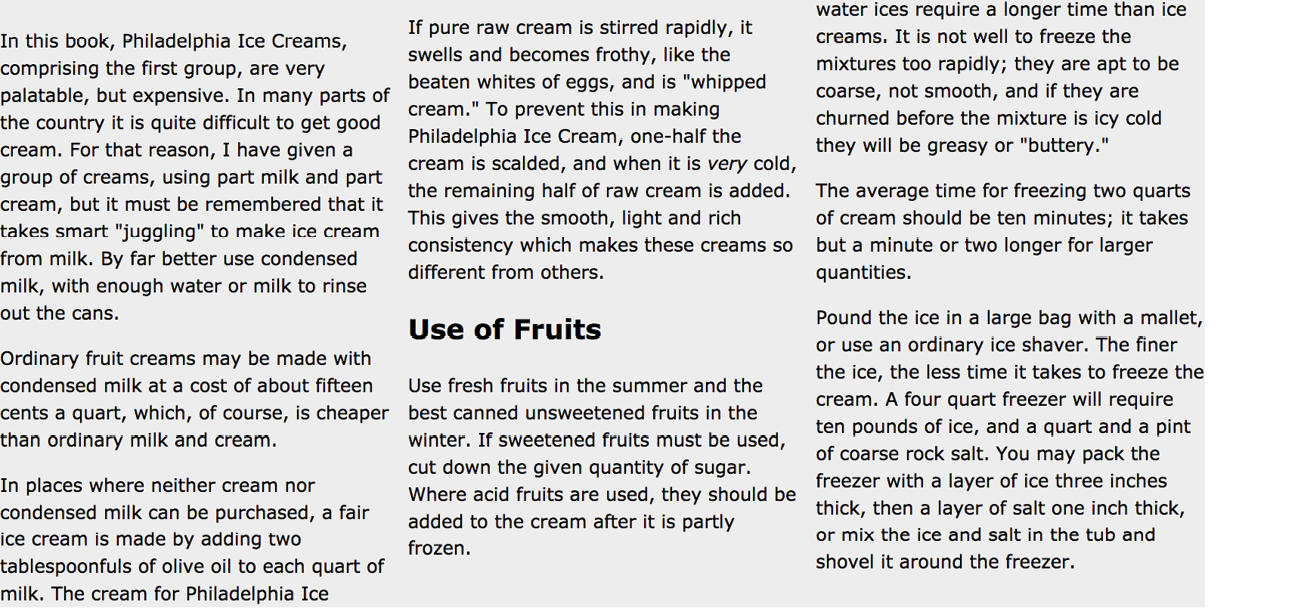 In this book, Philadelphia Ice Creams,
comprising the first group, are very
palatable, but expensive. In many parts of
the country it is quite difficult to get good
cream. For that reason, I have given a
group of creams, using part milk and part
cream, but it must be remembered that it
takes smart "juggling" to make ice cream
from milk. By far better use condensed
milk, with enough water or milk to rinse
out the cans.
Ordinary fruit creams may be made with
condensed milk at a cost of about fifteen
cents a quart, which, of course, is cheaper
than ordinary milk and cream.
In places where neither cream nor
condensed milk can be purchased, a fair
ice cream is made by adding two
tablespoonfuls of olive oil to each quart of
milk. The cream for Philadelphia Ice
If pure raw cream is stirred rapidly, it
swells and becomes frothy, like the
beaten whites of eggs, and is "whipped
cream." To prevent this in making
Philadelphia Ice Cream, one-half the
cream is scalded, and when it is very cold,
the remaining half of raw cream is added.
This gives the smooth, light and rich
consistency which makes these creams so
different from others.
Use of Fruits
Use fresh fruits in the summer and the
best canned unsweetened fruits in the
winter. If sweetened fruits must be used,
cut down the given quantity of sugar.
Where acid fruits are used, they should be
added to the cream after it is partly
frozen.
water ices require a longer time than ice
creams. It is not well to freeze the
mixtures too rapidly; they are apt to be
coarse, not smooth, and if they are
churned before the mixture is icy cold
they will be greasy or "buttery."
The average time for freezing two quarts
of cream should be ten minutes; it takes
but a minute or two longer for larger
quantities.
Pound the ice in a large bag with a mallet,
or use an ordinary ice shaver. The finer
the ice, the less time it takes to freeze the
cream. A four quart freezer will require
ten pounds of ice, and a quart and a pint
of coarse rock salt. You may pack the
freezer with a layer of ice three inches
thick, then a layer of salt one inch thick,
or mix the ice and salt in the tub and
shovel it around the freezer.